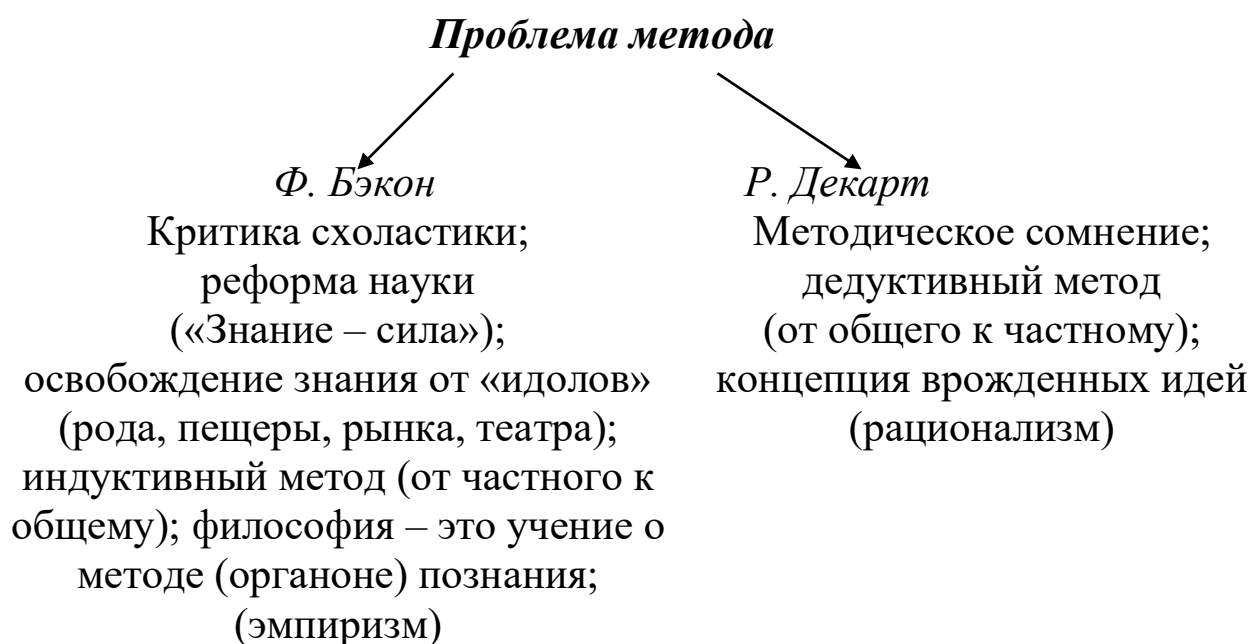 Проблема метода
Ф. Бэкон
Критика схоластики;
реформа науки
(«Знание – сила»);
освобождение знания от «идолов»
(рода, пещеры, рынка, театра);
индуктивный метод (от частного к
общему); философия – это учение о
методе (органоне) познания;
(эмпиризм)
Р. Декарт
Методическое сомнение;
дедуктивный метод
(от общего к частному);
концепция врожденных идей
(рационализм)